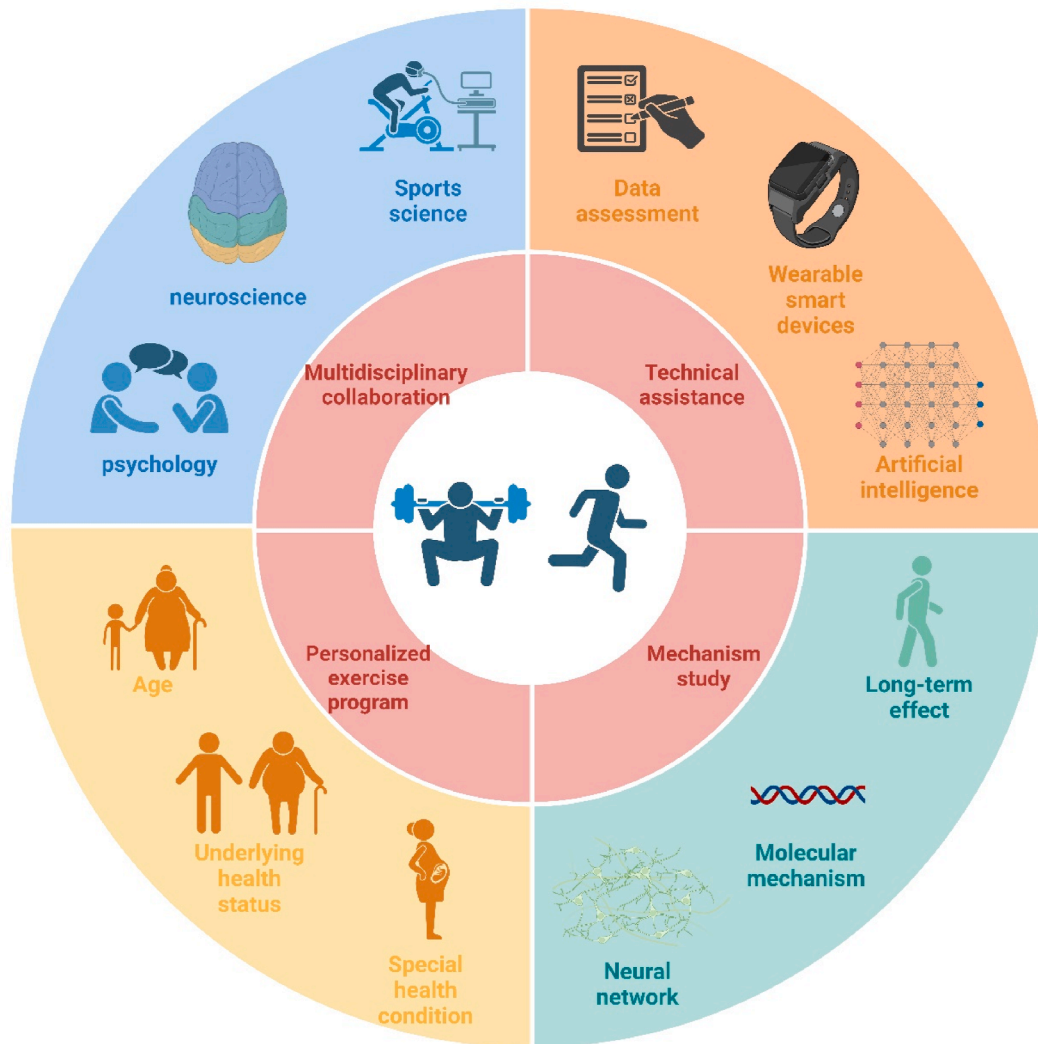 Sports
science
neuroscience
psychology
Data
assessment
Wearable
smart
devices
Artificial
intelligence
Multidisciplinary
collaboration
Technical
assistance
Personalized
exercise
program
Mechanism
study
Age
Underlying
health
status
Special
health
condition
Long-term
effect
Molecular
mechanism
Neural
network